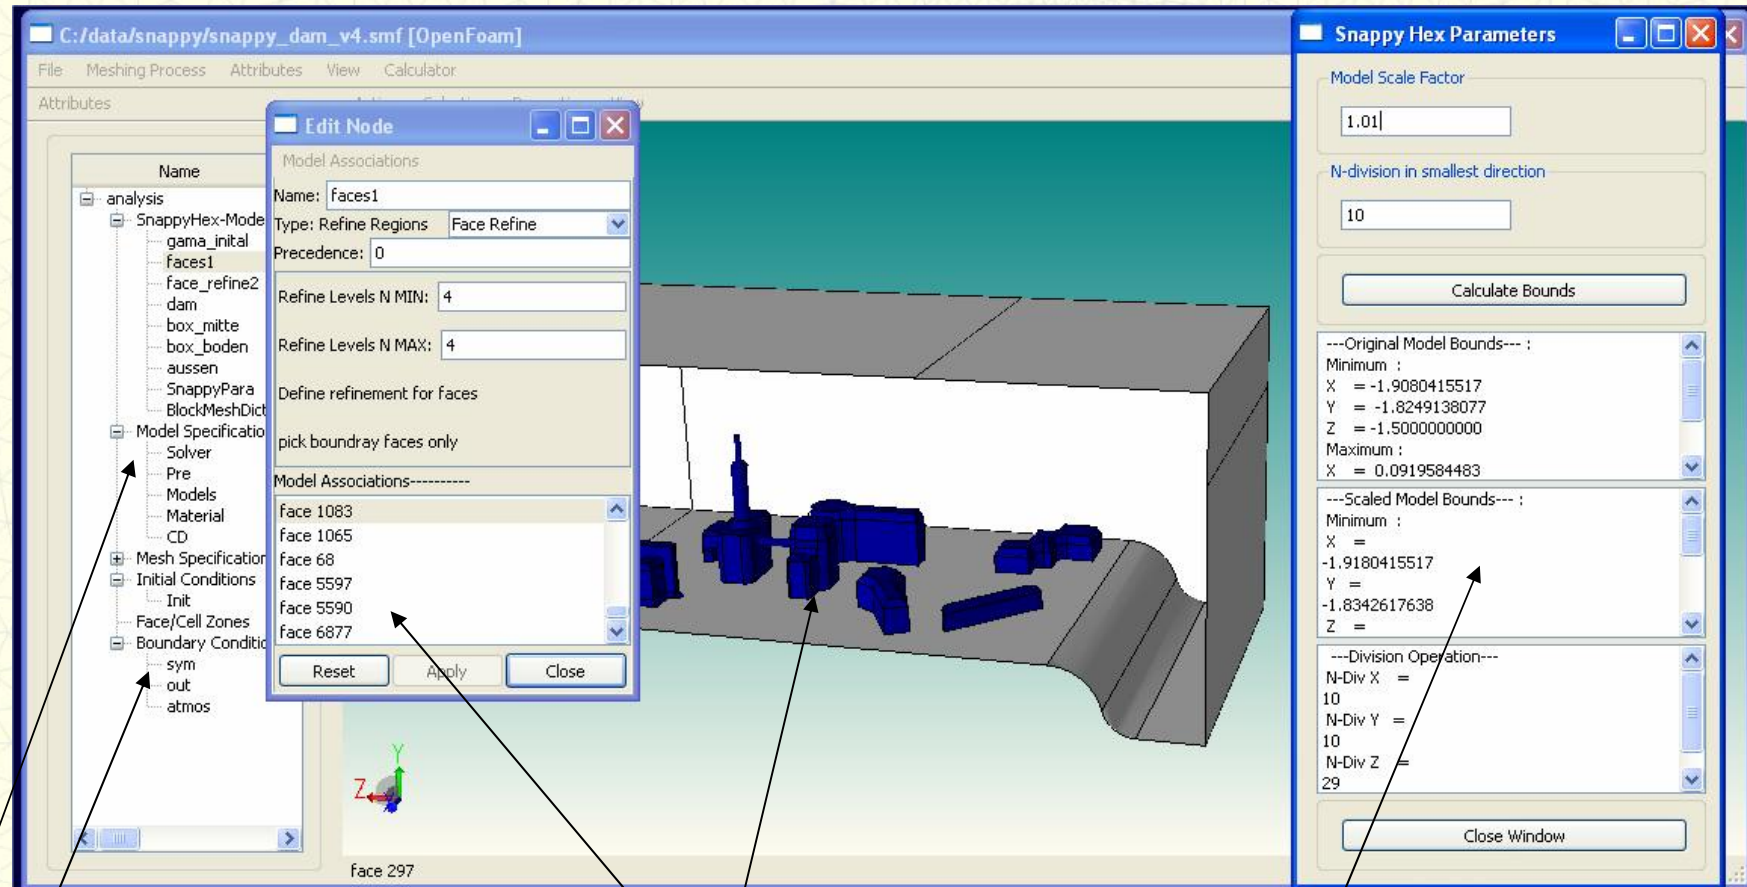 C:/data/snappy/snappy_dam_v4.smf [OpenFoam]
File Meshing Process Attributes View Calculator
Attributes
Name
analysis
SnappyHex-Mode
gama_inital
faces1
face_refine2
dam
box_mitte
box_boden
aussen
SnappyPara
BlockMeshDict
Model Specificatio
Solver
Pre
Models
Material
CD
Mesh Specification
Initial Conditions
Init
Face/Cell Zones
Boundary Conditic
sym
out
atmos
Edit Node
Model Associations
Name: faces1
Type: Refine Regions Face Refine
Precedence: 0
Refine Levels N MIN: 4
Refine Levels N MAX: 4
Define refinement for faces
pick boundray faces only
Model Associations----------
face 1083
face 1065
face 68
face 5597
face 5590
face 6877
Reset Apply Close
Y
Z
face 297
Snappy Hex Parameters
Model Scale Factor
1.01
N-division in smallest direction
10
Calculate Bounds
---Original Model Bounds--- :
Minimum :
X = -1.9080415517
Y = -1.8249138077
Z = -1.5000000000
Maximum :
X = 0.0919584483
---Scaled Model Bounds--- :
Minimum :
X =
-1.9180415517
Y =
-1.8342617638
Z =
---Division Operation---
N-Div X =
10
N-Div Y =
10
N-Div Z =
29
Close Window